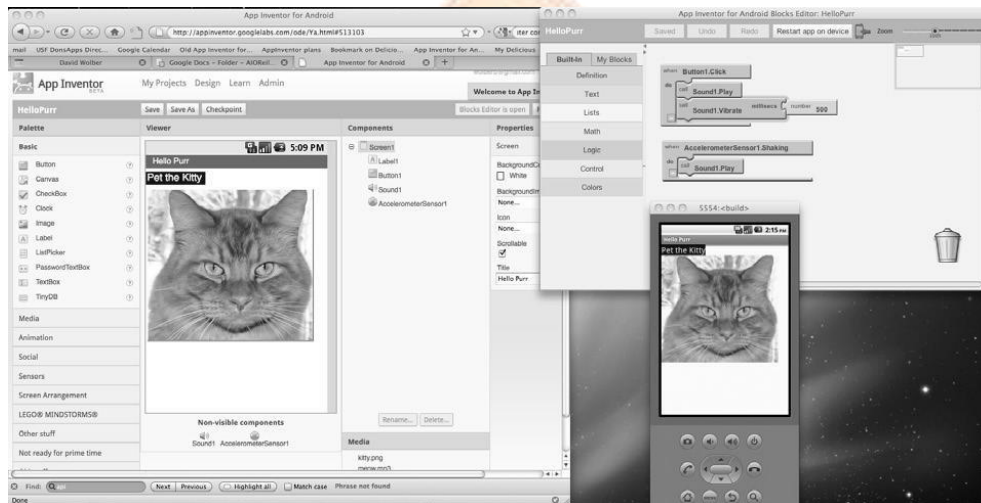 App Inventor for Android
http://appinventor.googlelabs.com/ode/Ya.html#513103
mail USF DonsApps Direc... Google Calendar Old App Inventor for... AppInventor plans Bookmark on Delicio... App Inventor for An... My Delicious
David Wolber
Google Docs – Folder – AIOReil...
App Inventor for Android
App Inventor
BETA
My Projects Design Learn Admin
Welcome to App In
HelloPurr
Save Save As Checkpoint
Blocks Editor is open
Palette
Basic
Button
Canvas
CheckBox
Clock
Image
Label
ListPicker
PasswordTextBox
TextBox
TinyDB
Media
Animation
Social
Sensors
Screen Arrangement
LEGO® MINDSTORMS®
Other stuff
Not ready for prime time
Viewer
5:09 PM
Hello Purr
Pet the Kitty
Non-visible components
Sound1 AccelerometerSensor1
Components
Screen1
Label1
Button1
Sound1
AccelerometerSensor1
Rename... Delete...
Media
kitty.png
meow.mp3
Properties
Screen
BackgroundCo
White
BackgroundIm
None...
Icon
None...
Scrollable
Title
Hello Purr
Find: Next Previous Highlight all Match case Phrase not found
Done
App Inventor for Android Blocks Editor: HelloPurr
HelloPurr
Saved Undo Redo Restart app on device Zoom
Built-In My Blocks
Definition
Text
Lists
Math
Logic
Control
Colors
when Button1.Click
do call Sound1.Play
call Sound1.Vibrate millisecs number 500
when AccelerometerSensor1.Shaking
do call Sound1.Play
5554:<build>
2:15 PM
Hello Purr
Pet the Kitty
MENU